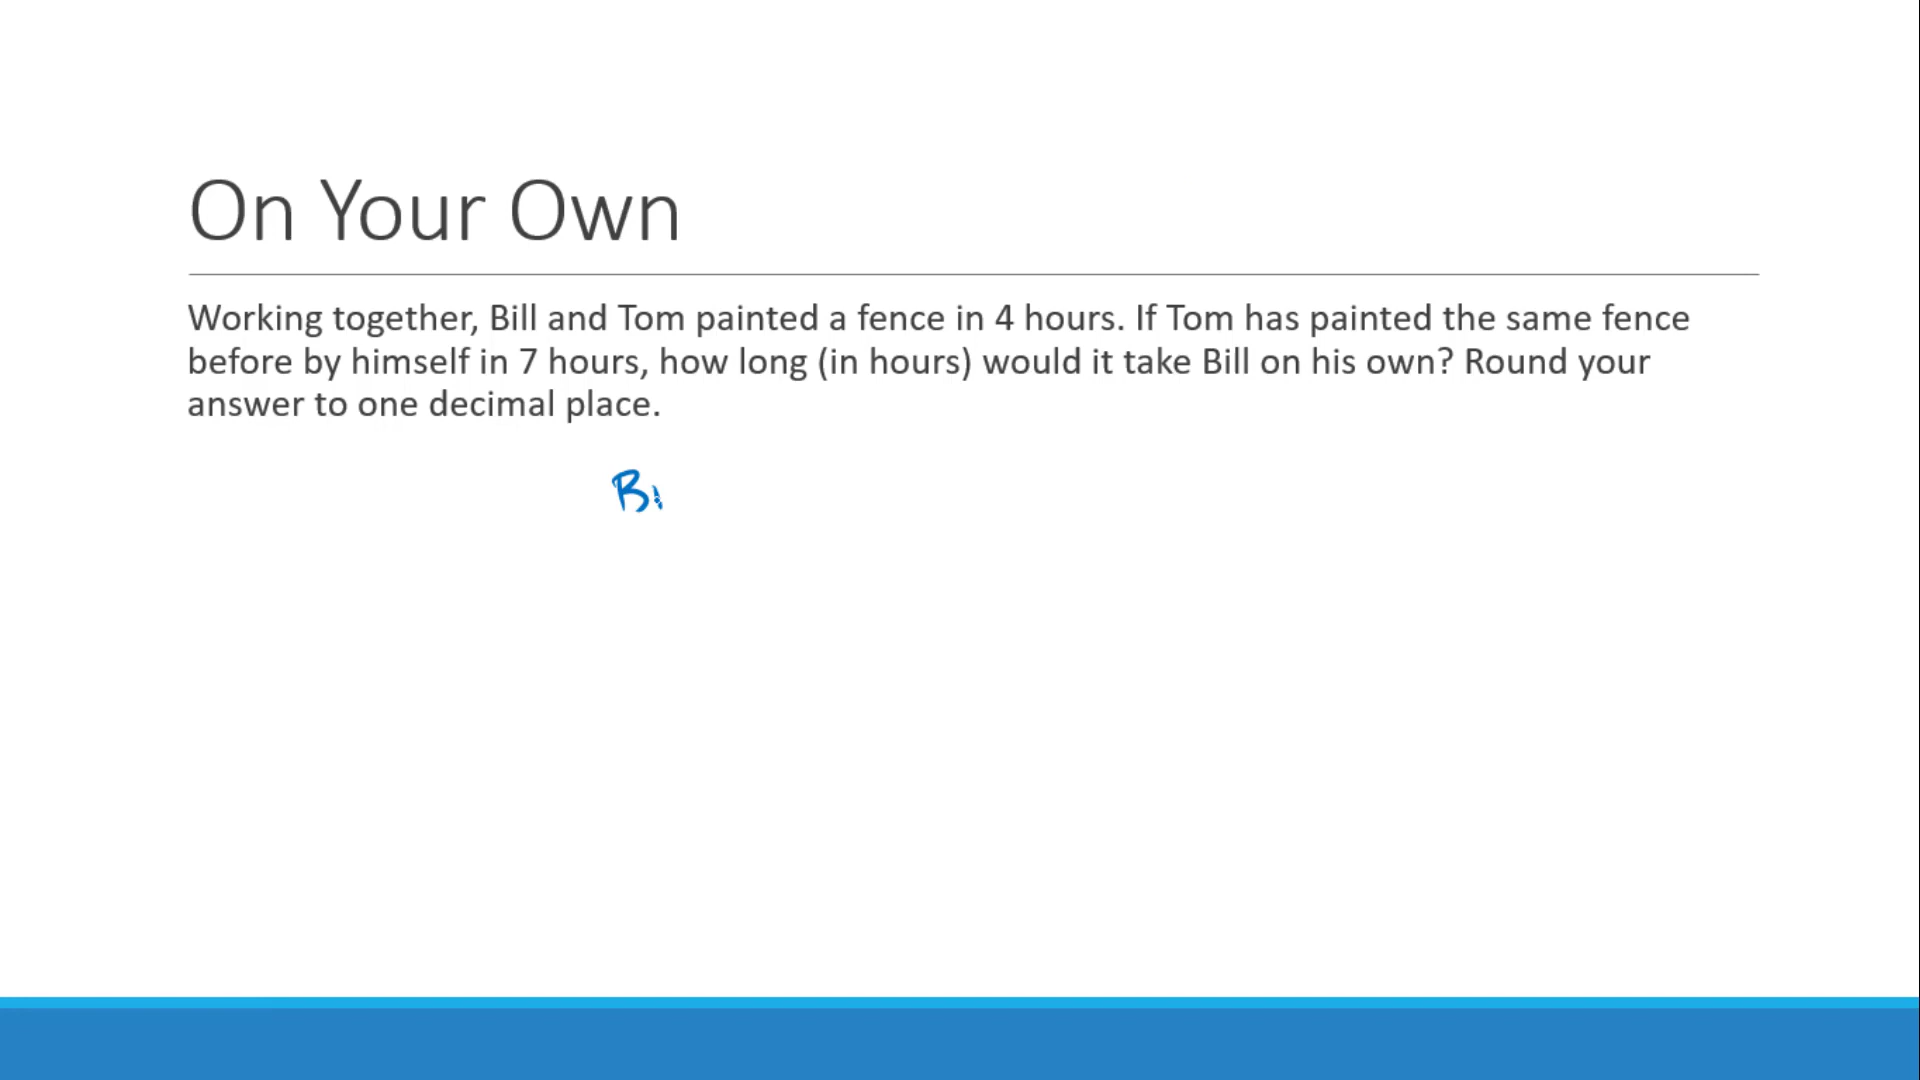 On Your Own
Working together, Bill and Tom painted a fence in 4 hours. If Tom has painted the same fence
before by himself in 7 hours, how long (in hours) would it take Bill on his own? Round your
answer to one decimal place.
Bi